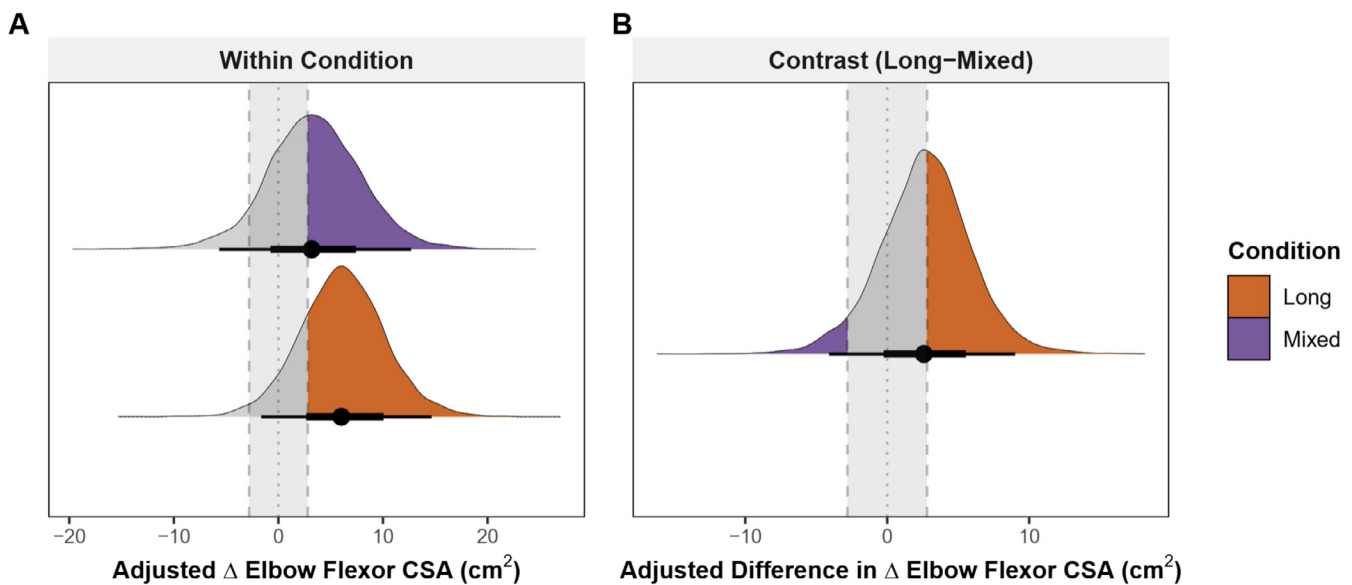 A
B
Within Condition
Contrast (Long−Mixed)
Condition
Long
Mixed
−20
−10
0
10
20
−10
0
10
Adjusted Δ Elbow Flexor CSA (cm²)
Adjusted Difference in Δ Elbow Flexor CSA (cm²)